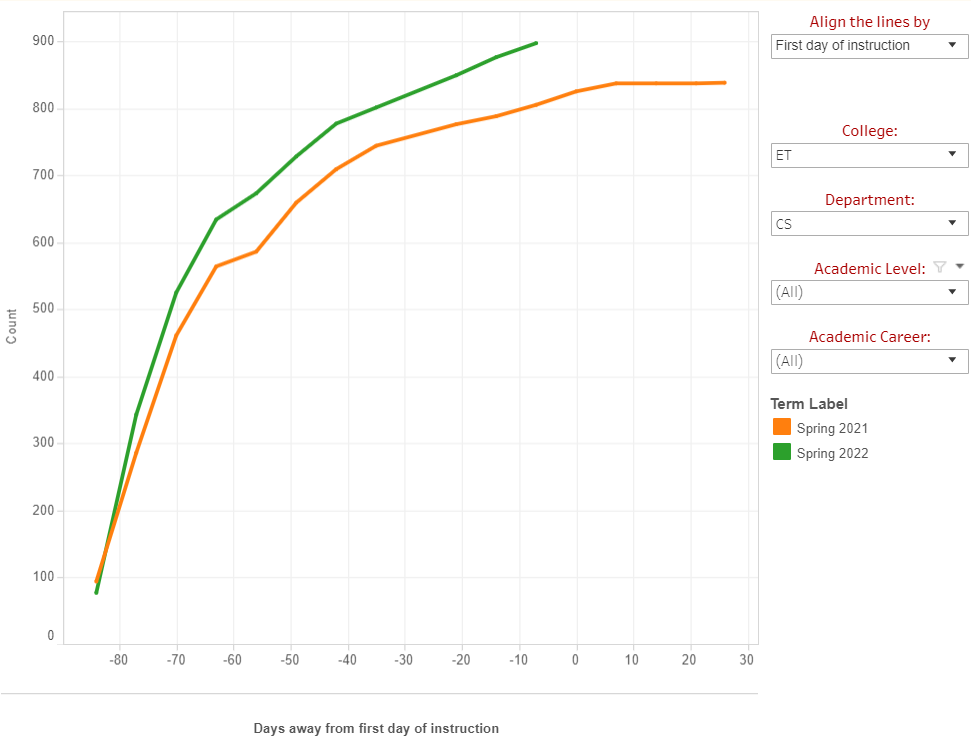 Align the lines by
First day of instruction
College:
ET
Department:
CS
Academic Level:
(All)
Academic Career:
(All)
Term Label
Spring 2021
Spring 2022
Count
900
800
700
600
500
400
300
200
100
0
-80 -70 -60 -50 -40 -30 -20 -10 0 10 20 30
Days away from first day of instruction